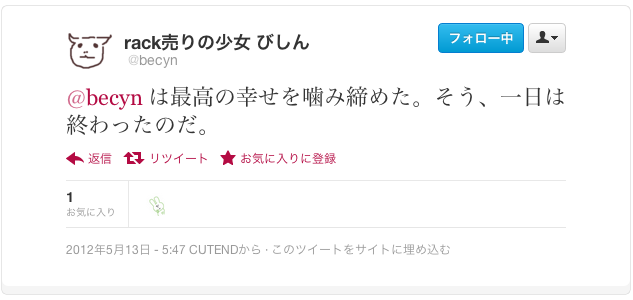 rack売りの少女 びしん
@becyn
フォロー中
@becyn は最高の幸せを噛み締めた。そう、一日は
終わったのだ。
返信 リツイート お気に入りに登録
1
お気に入り
2012年5月13日 - 5:47 CUTENDから · このツイートをサイトに埋め込む